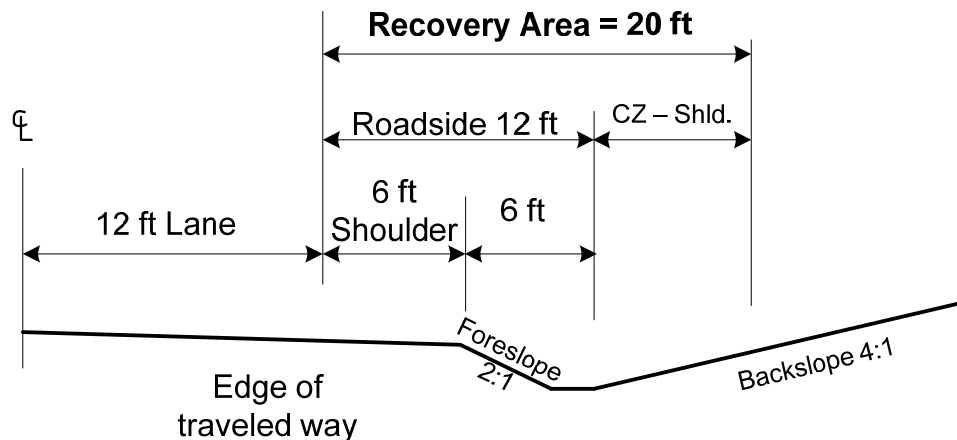 Recovery Area = 20 ft
℄
Roadside 12 ft
CZ – Shld.
12 ft Lane
6 ft
Shoulder
6 ft
Foreslope
2:1
Backslope 4:1
Edge of
traveled way